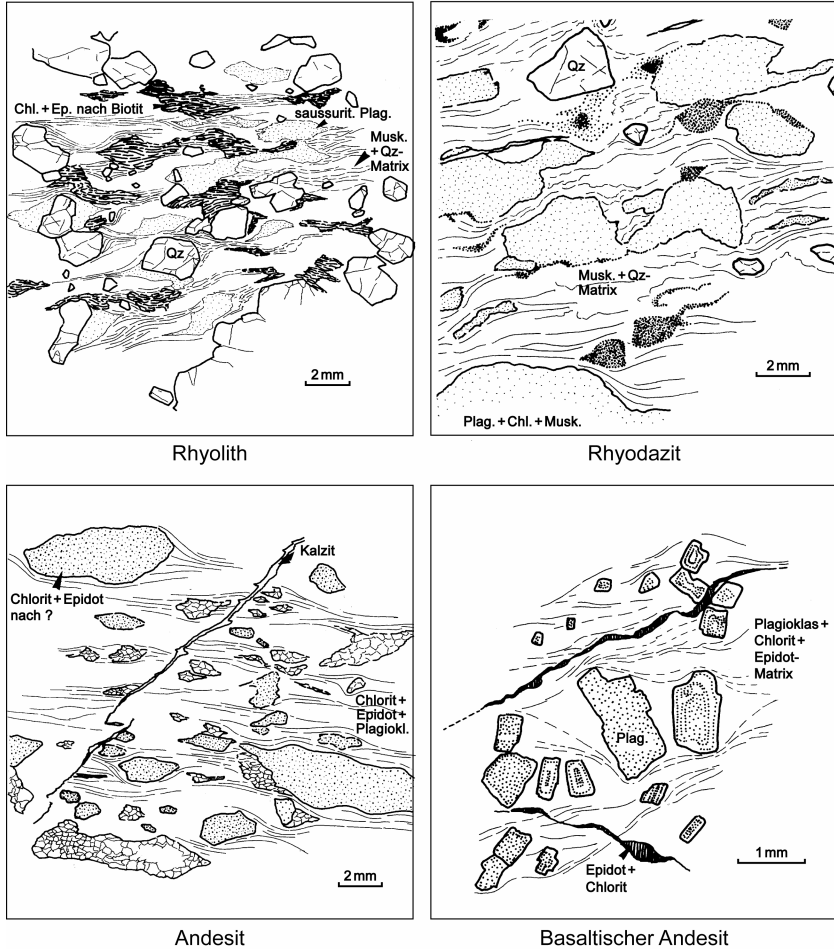 Chl. + Ep. nach Biotit
saussurit. Plag.
Musk.
+ Qz-
Matrix
Qz
2 mm
Rhyolith
Qz
Musk. + Qz-
Matrix
2 mm
Plag. + Chl. + Musk.
Rhyodazit
Kalzit
Chlorit + Epidot
nach ?
Chlorit +
Epidot +
Plagiokl.
2 mm
Andesit
Plagioklas +
Chlorit +
Epidot-
Matrix
Plag.
Epidot +
Chlorit
1 mm
Basaltischer Andesit